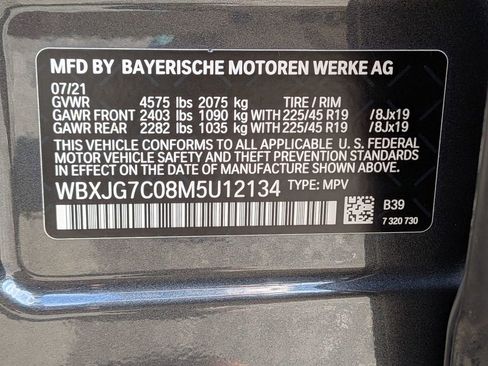 MFD BY BAYERISCHE MOTOREN WERKE AG
07/21
GVWR 4575 lbs 2075 kg TIRE / RIM
GAWR FRONT 2403 lbs 1090 kg WITH 225/45 R19 /8Jx19
GAWR REAR 2282 lbs 1035 kg WITH 225/45 R19 /8Jx19
THIS VEHICLE CONFORMS TO ALL APPLICABLE U. S. FEDERAL
MOTOR VEHICLE SAFETY, AND THEFT PREVENTION STANDARDS
IN EFFECT ON THE DATE OF MANUFACTURE SHOWN ABOVE.
WBXJG7C08M5U12134 TYPE: MPV
B39
7 320 730